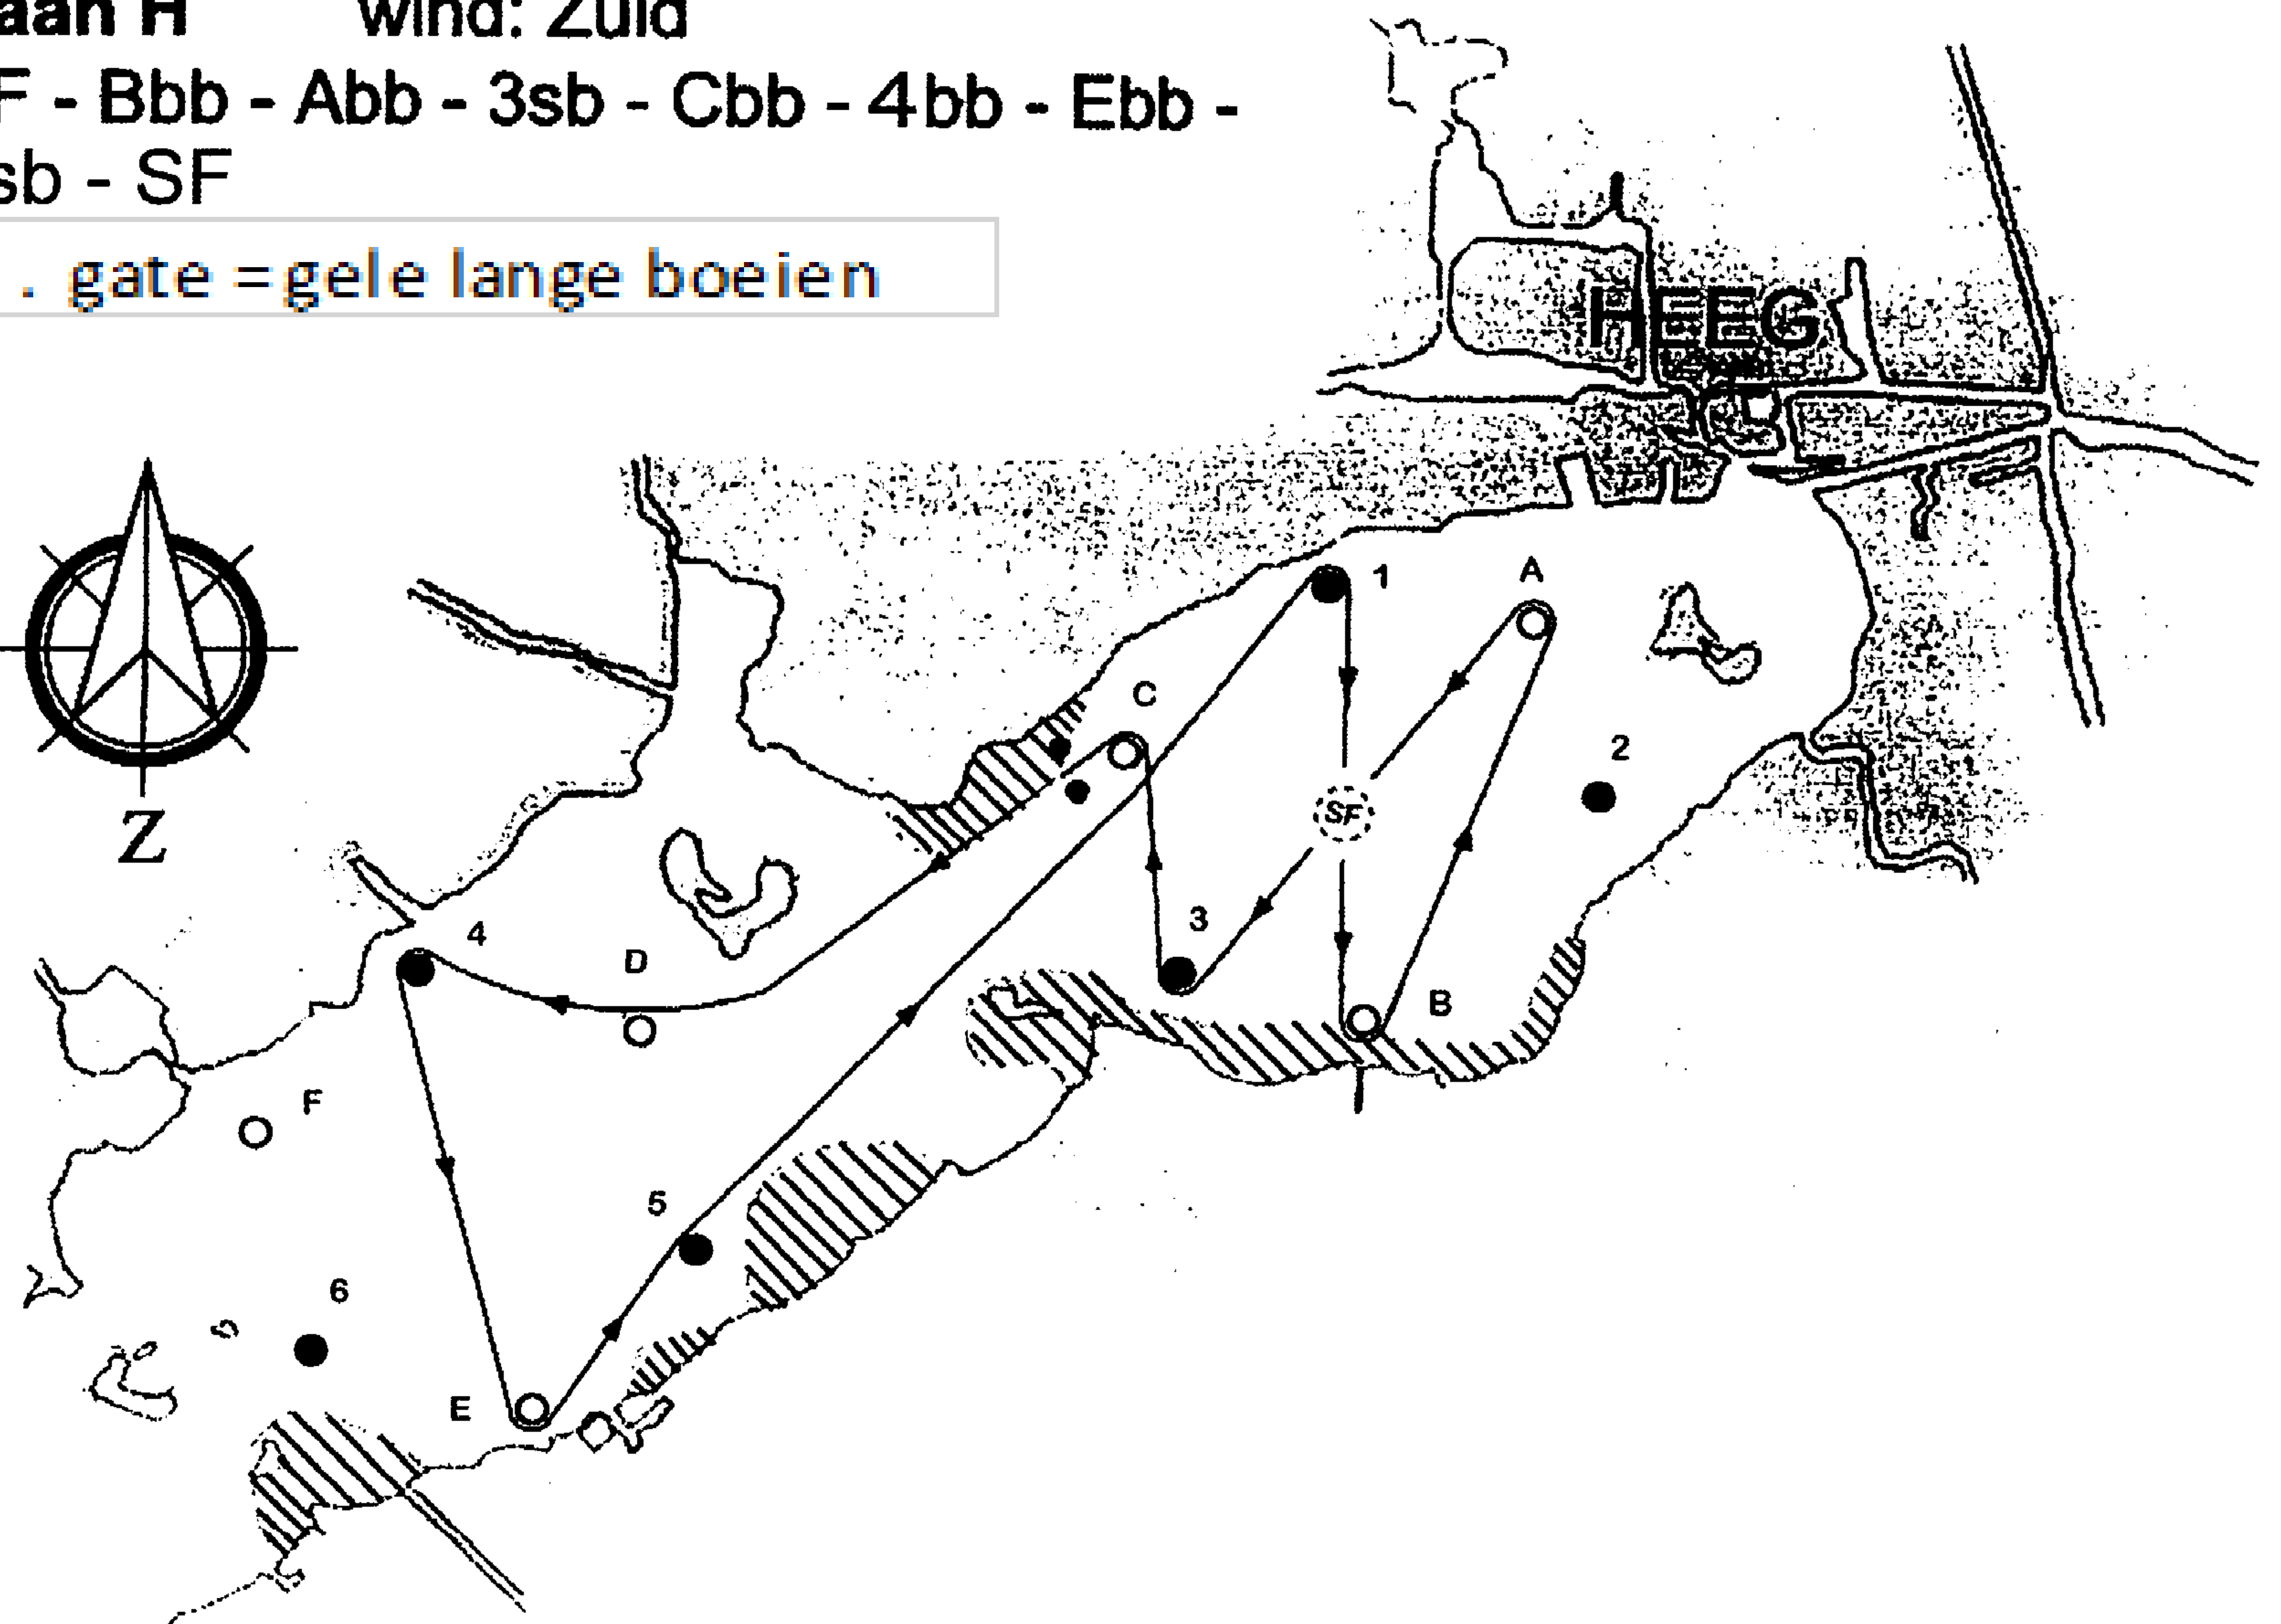 aan H wind: Zuid
F - Bbb - Abb - 3sb - Cbb - 4bb - Ebb -
sb - SF
. gate =gele lange boeien
HEEG
1
A
C
2
SF
Z
3
4
D
B
F
5
6
E